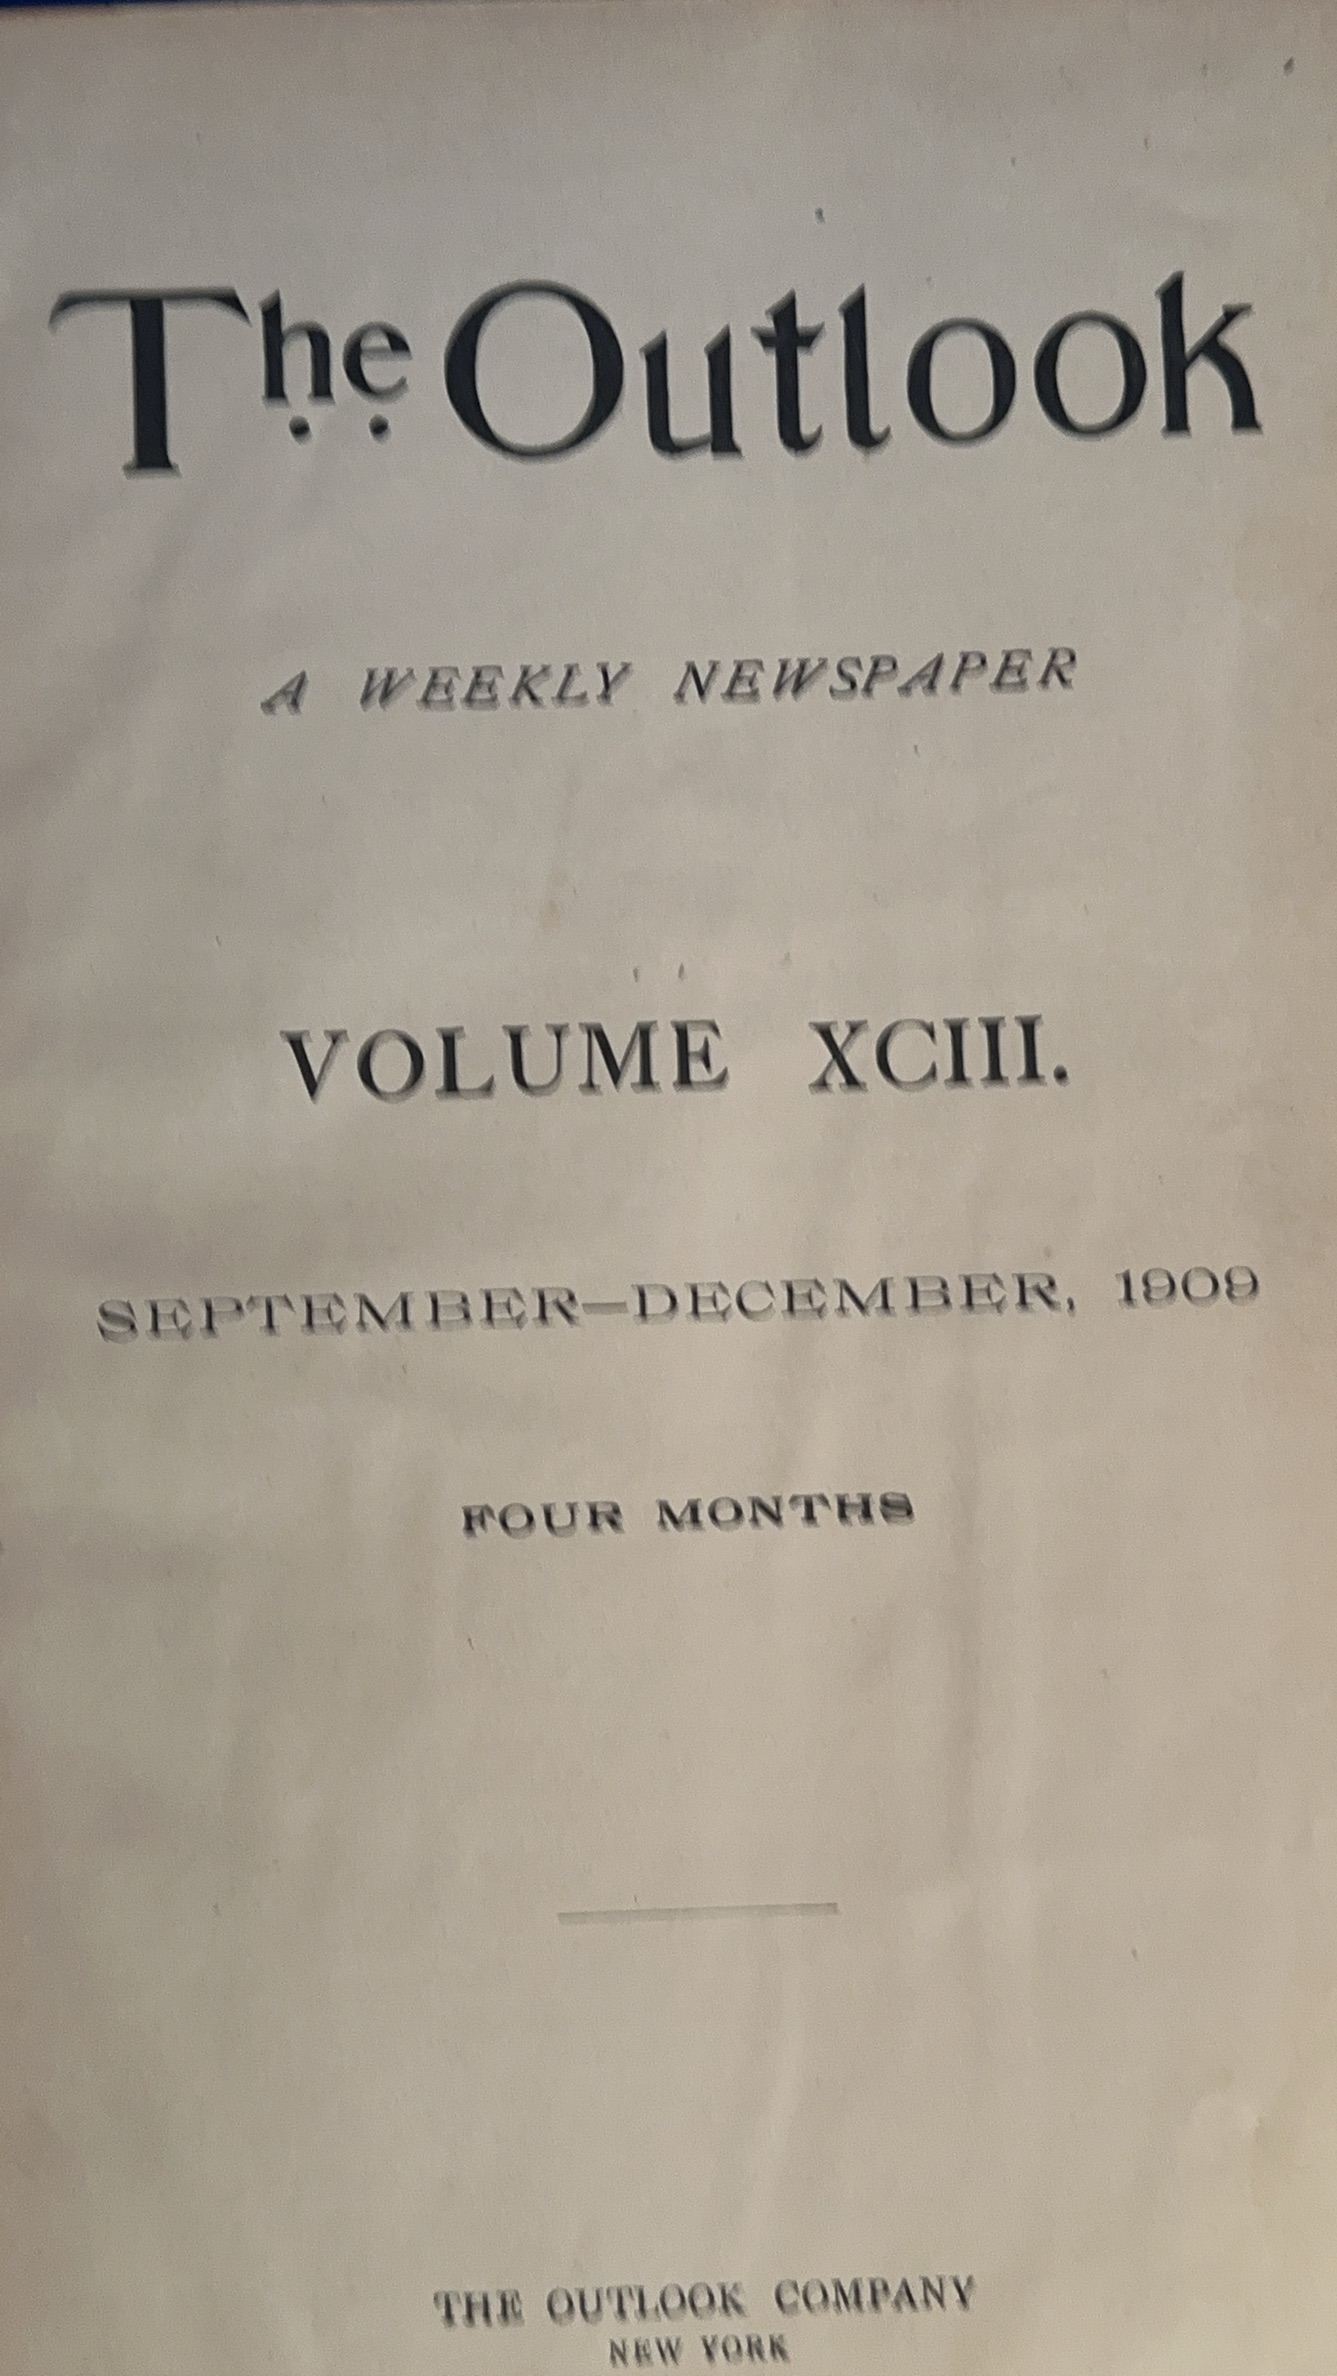 The Outlook
A WEEKLY NEWSPAPER
VOLUME XCIII.
SEPTEMBER—DECEMBER, 1909
FOUR MONTHS
THE OUTLOOK COMPANY
NEW YORK